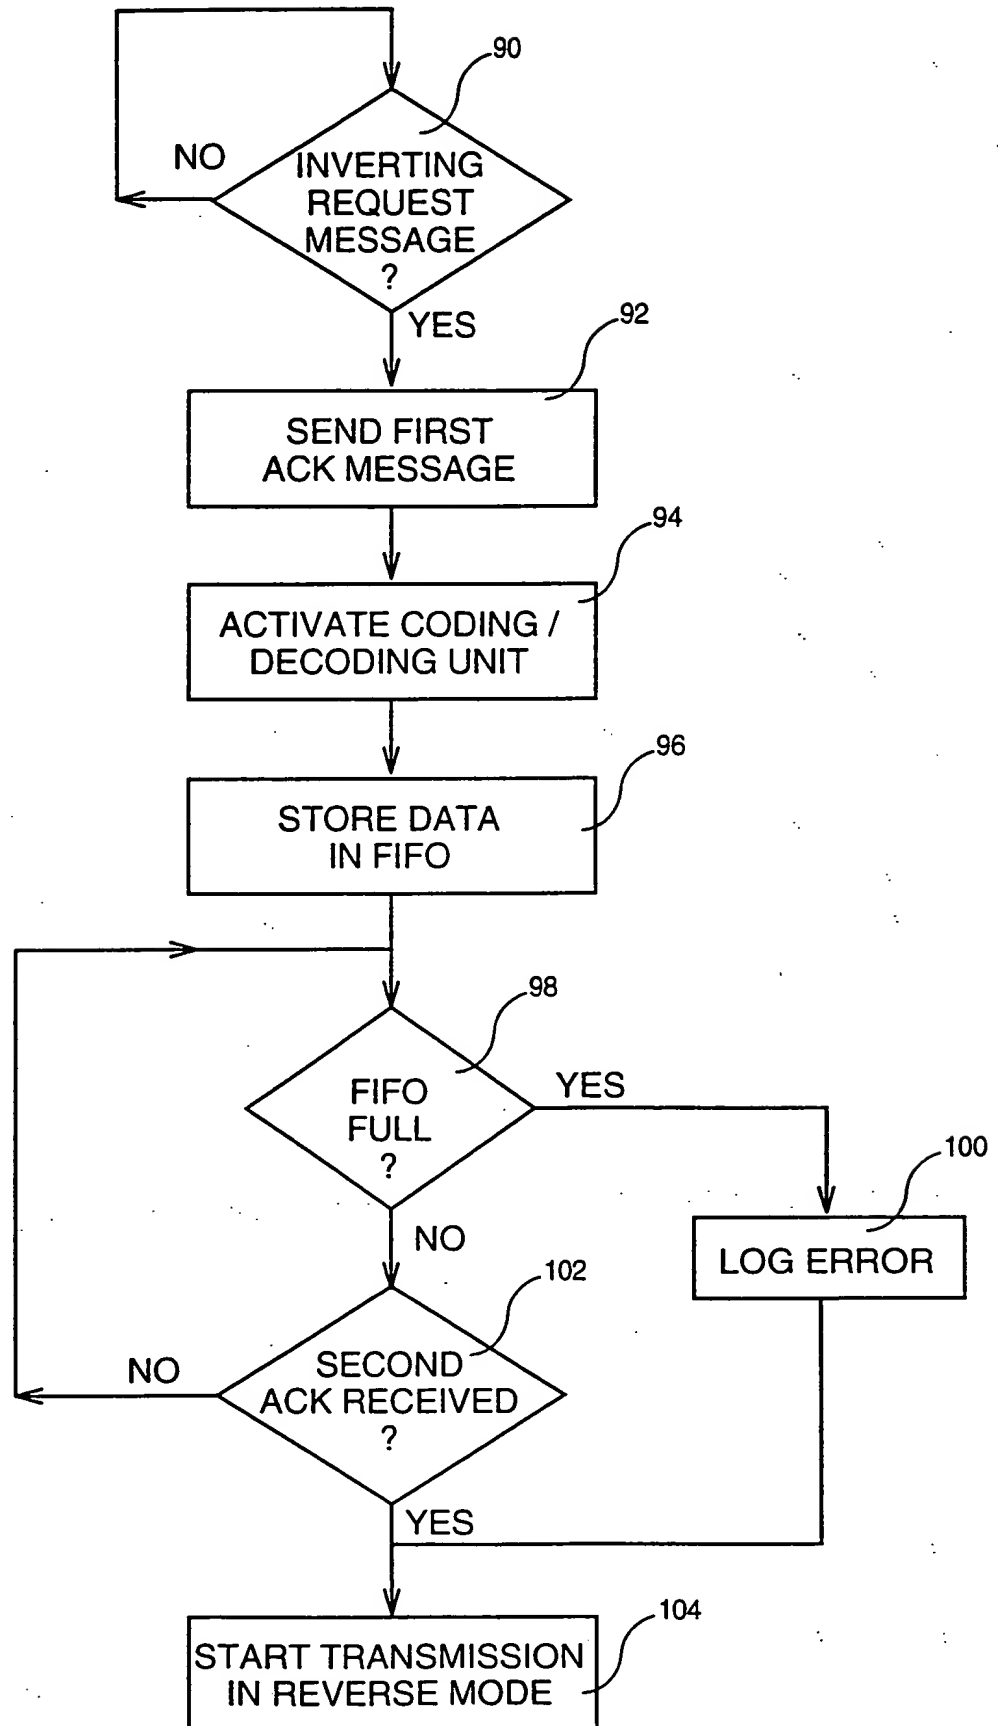 90
NO
INVERTING
REQUEST
MESSAGE
?
YES
92
SEND FIRST
ACK MESSAGE
94
ACTIVATE CODING /
DECODING UNIT
96
STORE DATA
IN FIFO
98
FIFO
FULL
?
YES
100
LOG ERROR
NO
102
SECOND
ACK RECEIVED
?
NO
YES
104
START TRANSMISSION
IN REVERSE MODE